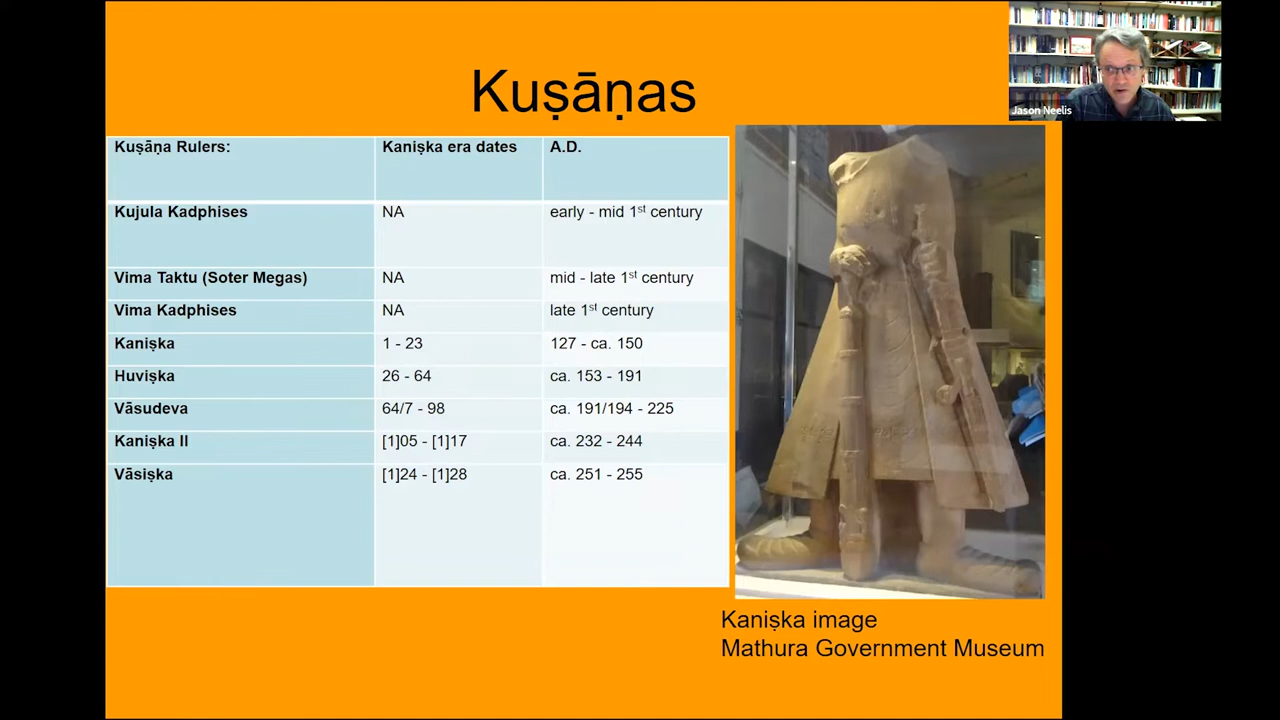 Jason Neelis
Kuṣāṇas
Kuṣāṇa Rulers: Kaniṣka era dates A.D.
Kujula Kadphises NA early - mid 1st century
Vima Taktu (Soter Megas) NA mid - late 1st century
Vima Kadphises NA late 1st century
Kaniṣka 1 - 23 127 - ca. 150
Huviṣka 26 - 64 ca. 153 - 191
Vāsudeva 64/7 - 98 ca. 191/194 - 225
Kaniṣka II [1]05 - [1]17 ca. 232 - 244
Vāsiṣka [1]24 - [1]28 ca. 251 - 255
Kaniṣka image
Mathura Government Museum